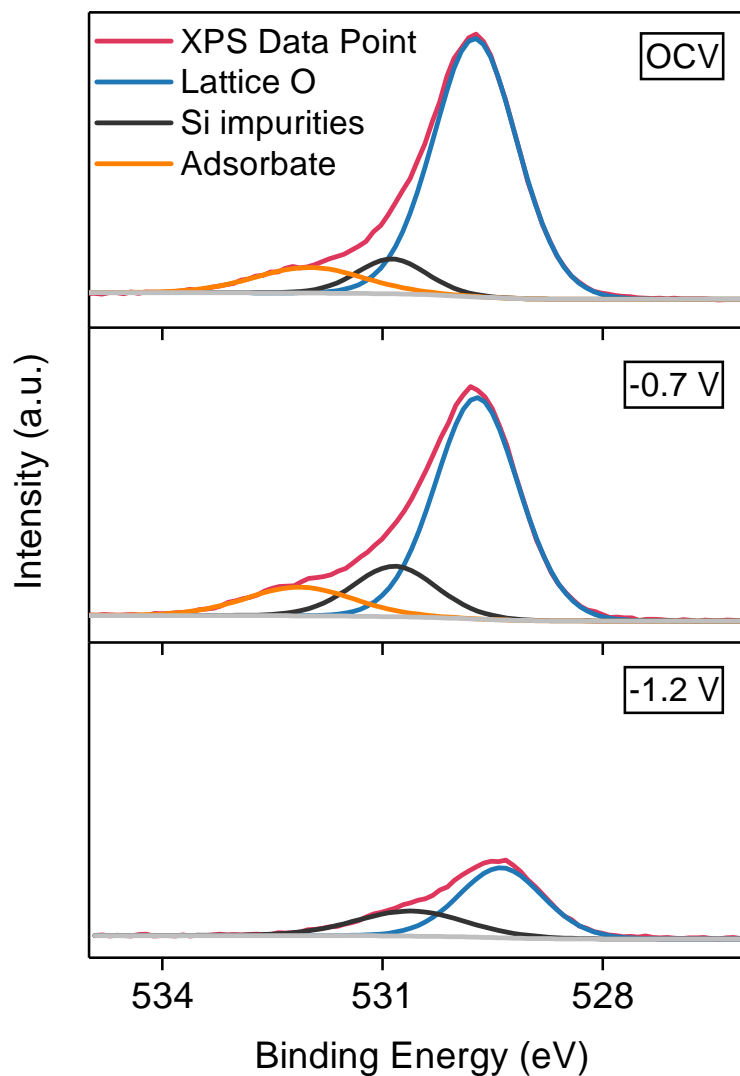 XPS Data Point
Lattice O
Si impurities
Adsorbate
OCV
-0.7 V
-1.2 V
Intensity (a.u.)
534 531 528
Binding Energy (eV)